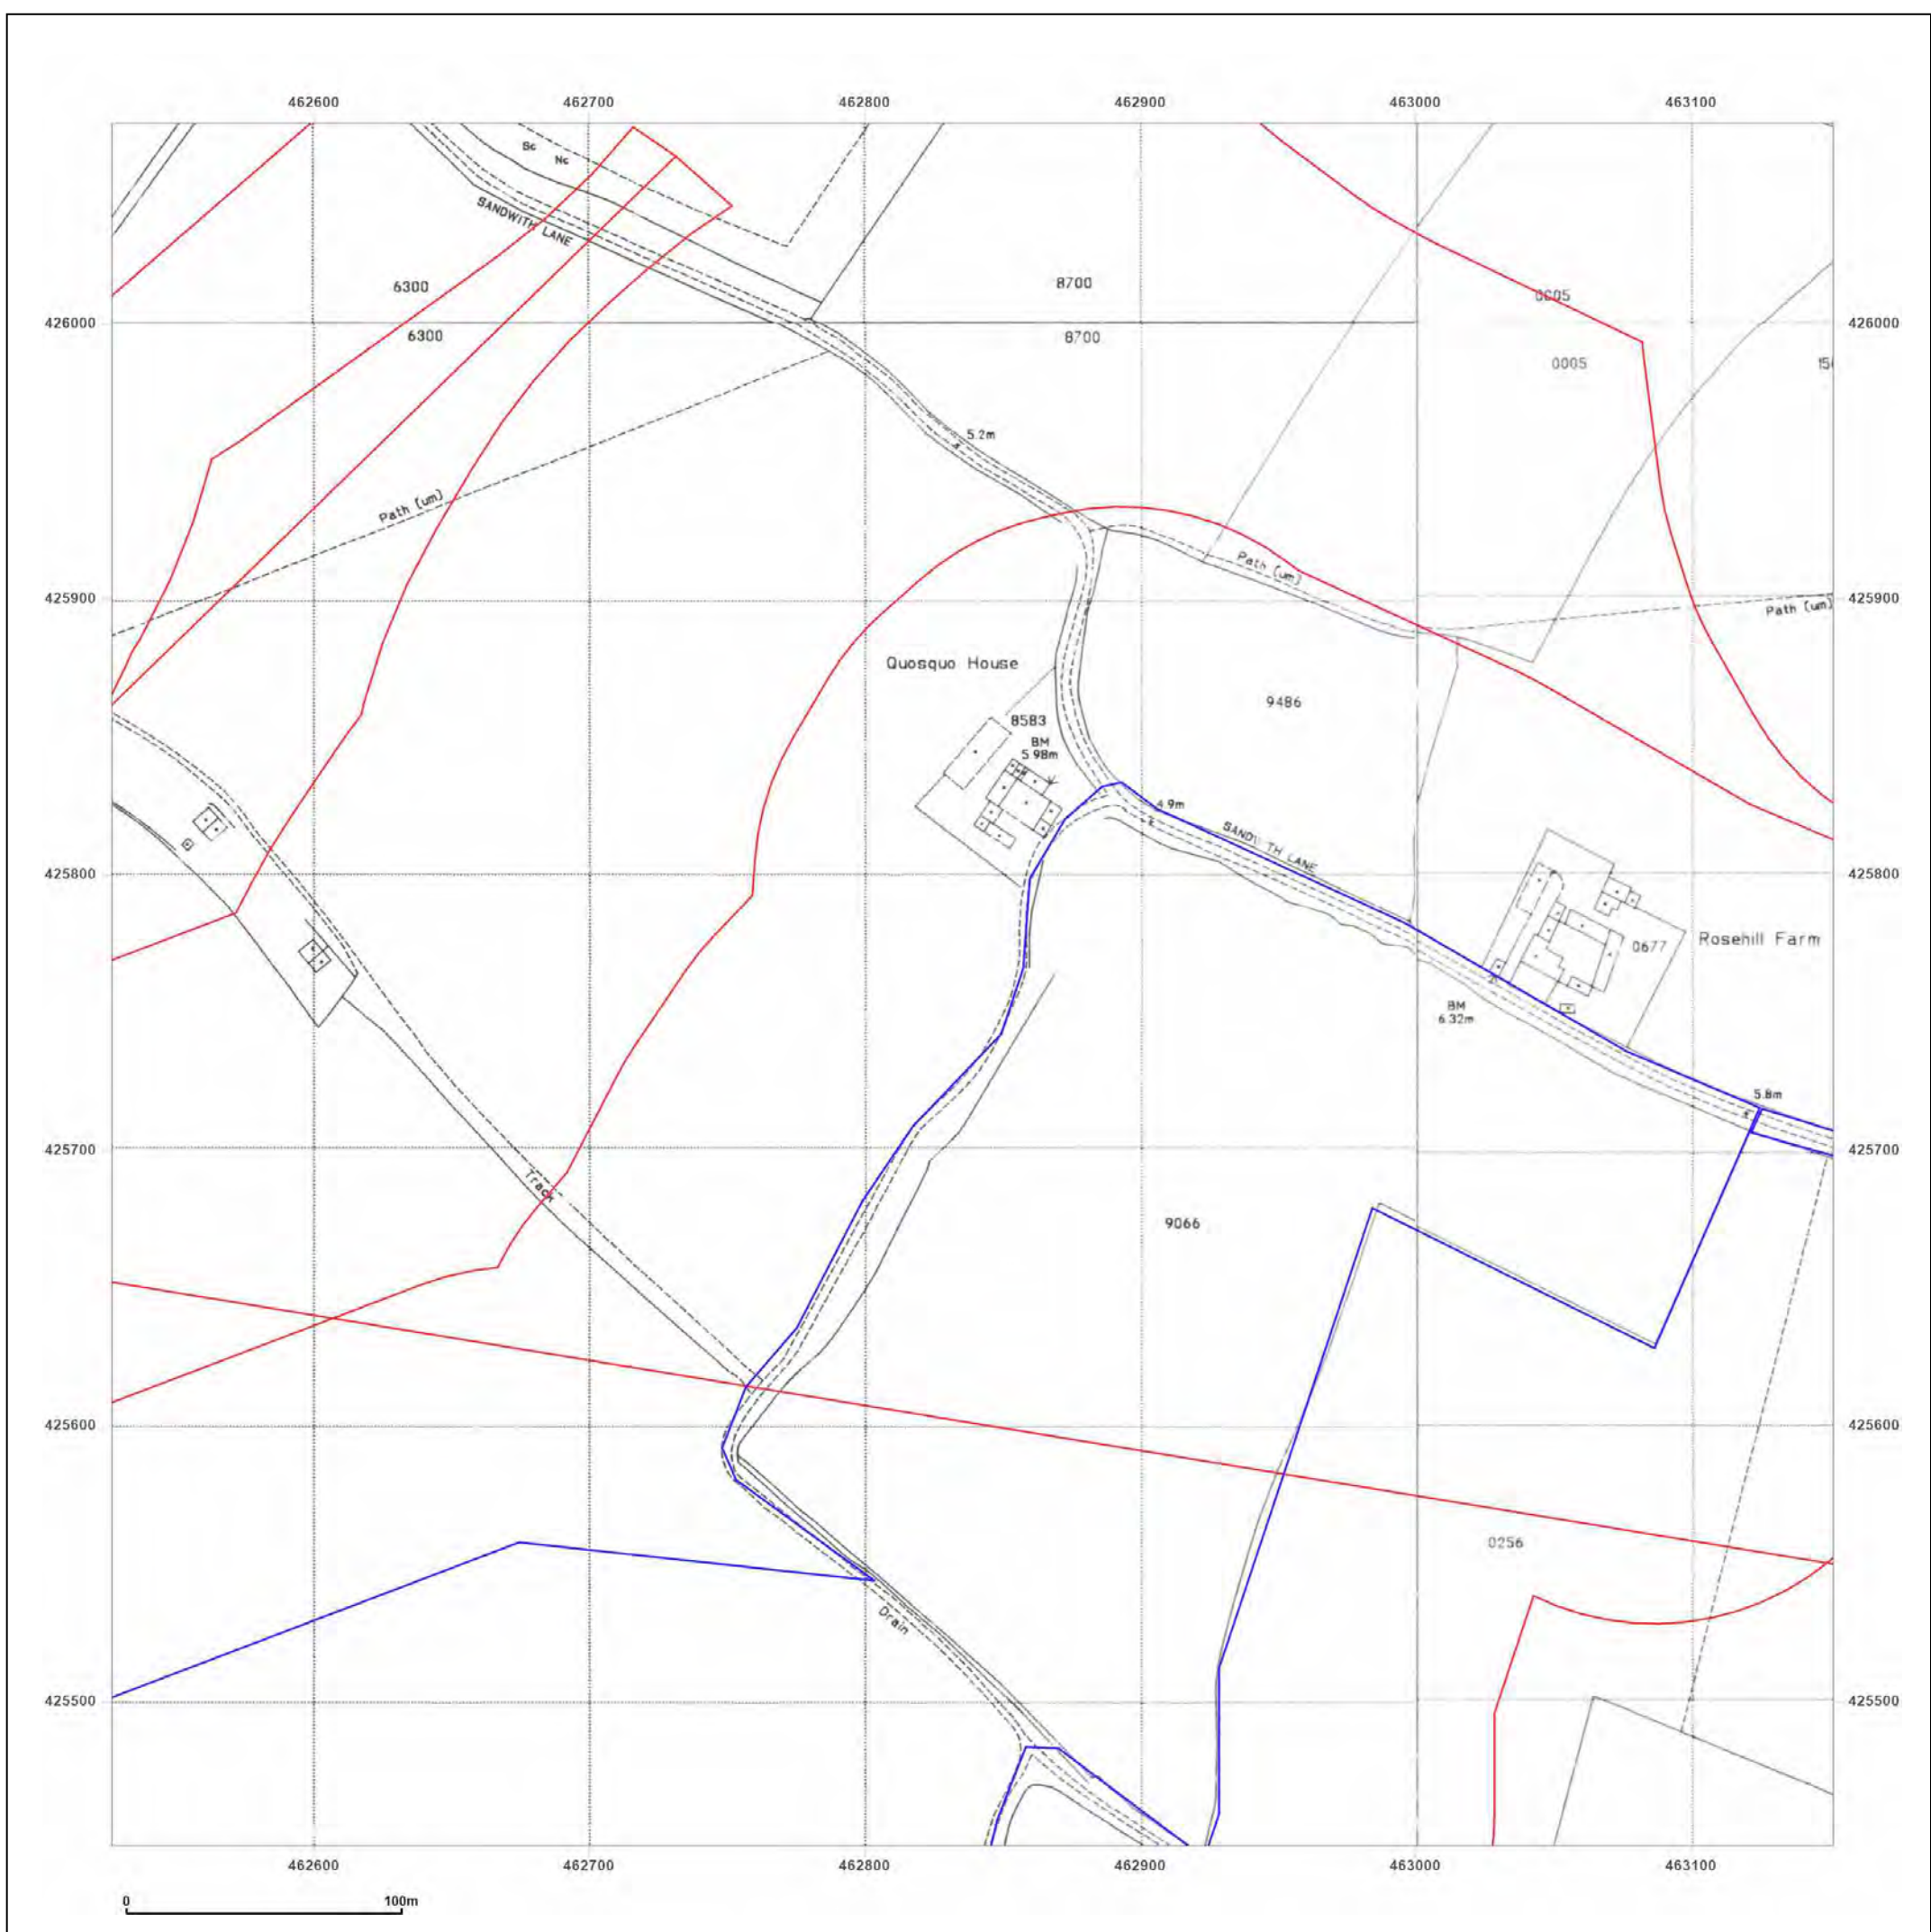 462600 462700 462800 462900 463000 463100
Sc Nc
SANDWITH LANE
6300
8700
0005
426000 426000
6300
8700
0005
5.2m
Path (um)
Path (um)
425900 425900
Path (um)
Quosquo House
9486
8583
BM
5.98m
4.9m
SANDWITH LANE
425800 425800
Rosehill Farm
0677
BM
6.32m
5.8m
425700 425700
Track
9066
425600 425600
0256
Drain
425500 425500
462600 462700 462800 462900 463000 463100
0 100m